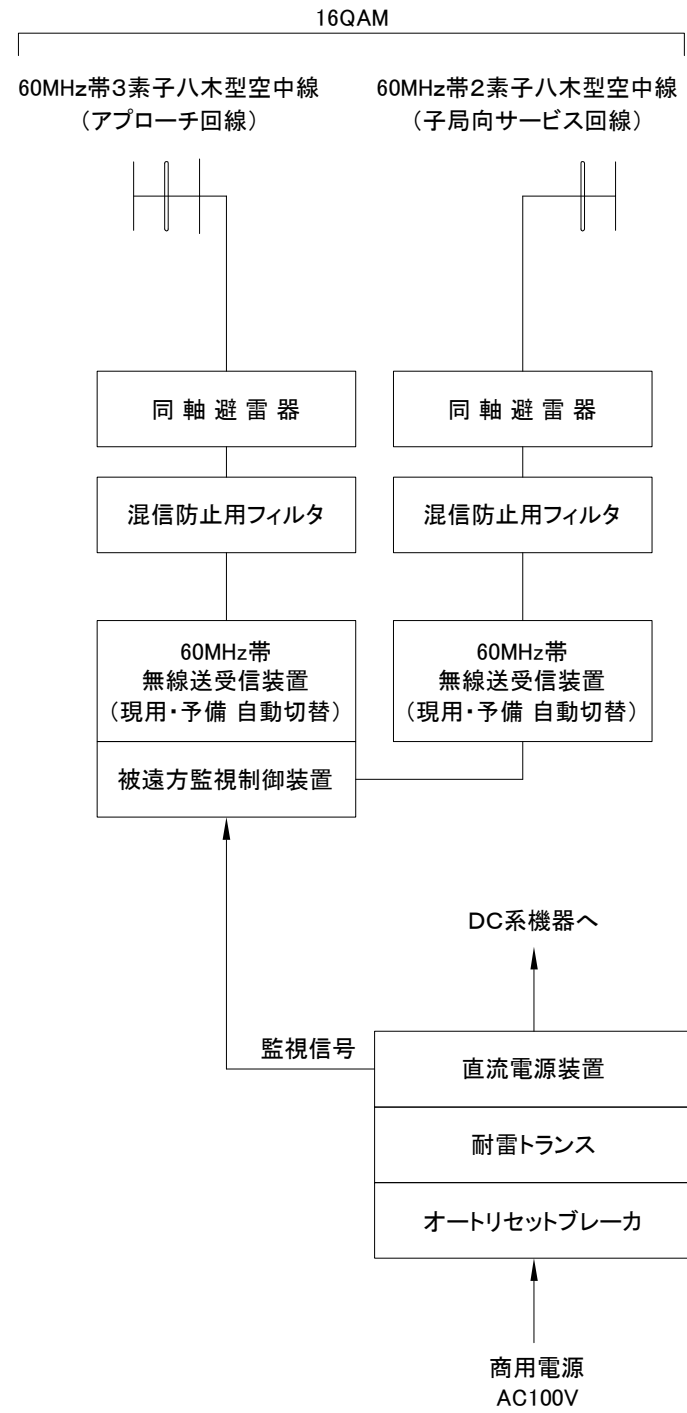 16QAM
60MHz帯3素子八木型空中線
（アプローチ回線）
60MHz帯2素子八木型空中線
（子局向サービス回線）
同軸避雷器
同軸避雷器
混信防止用フィルタ
混信防止用フィルタ
60MHz帯
無線送受信装置
（現用・予備 自動切替）
60MHz帯
無線送受信装置
（現用・予備 自動切替）
被遠方監視制御装置
DC系機器へ
監視信号
直流電源装置
耐雷トランス
オートリセットブレーカ
商用電源
AC100V